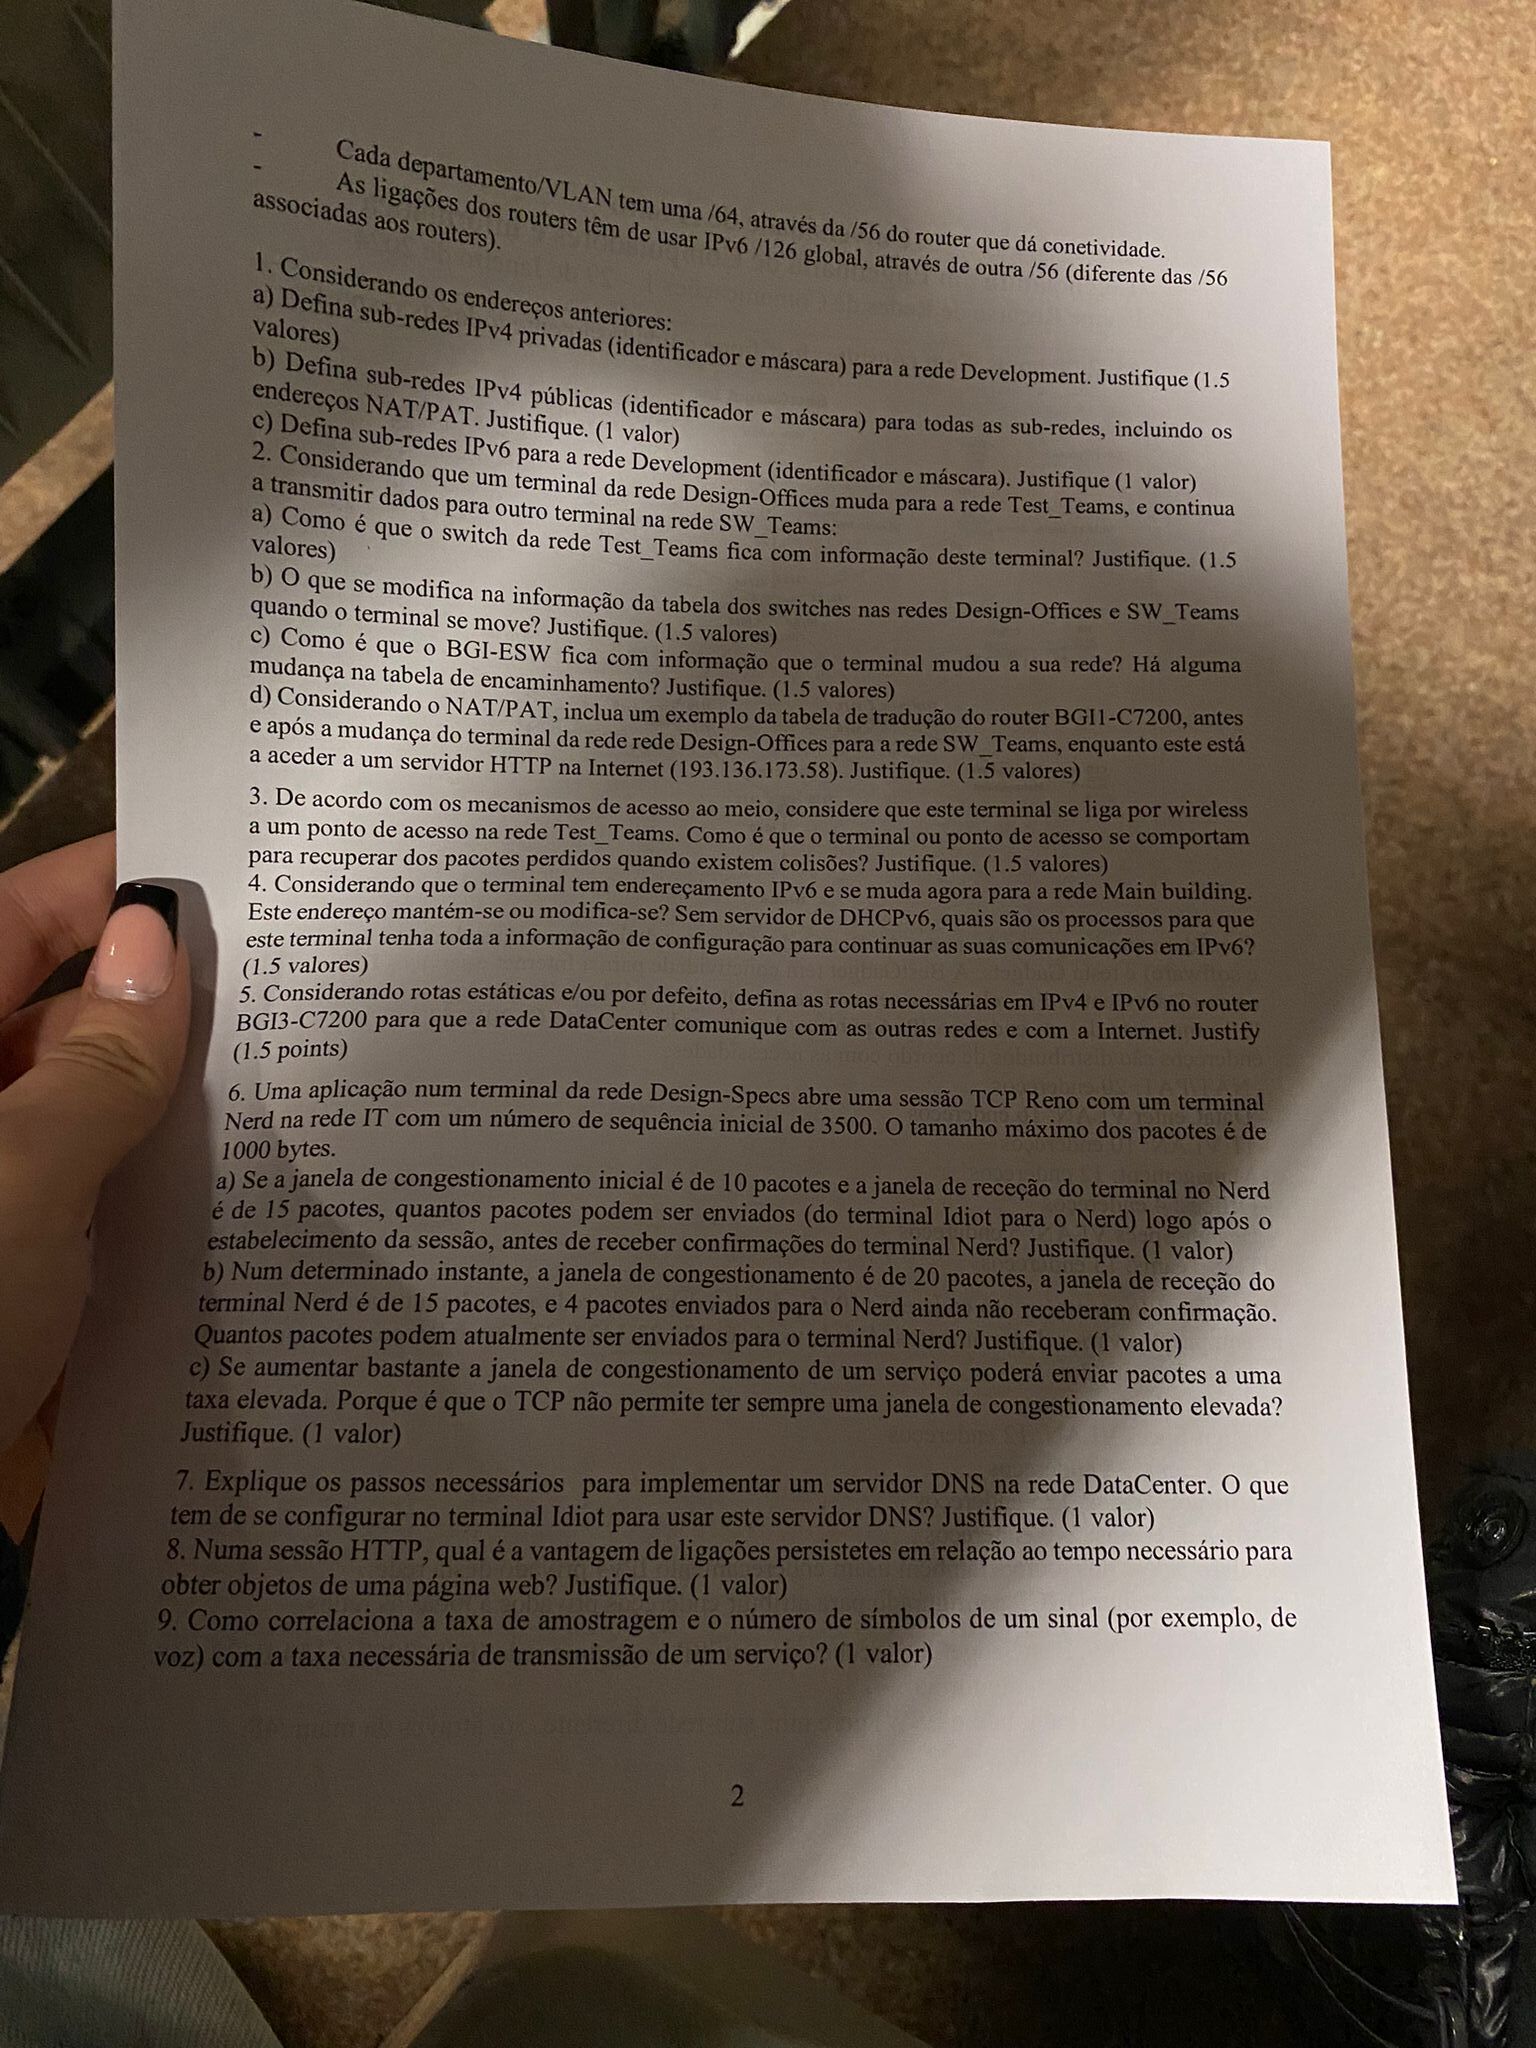 - Cada departamento/VLAN tem uma /64, através da /56 do router que dá conetividade.
- As ligações dos routers têm de usar IPv6 /126 global, através de outra /56 (diferente das /56
associadas aos routers).
1. Considerando os endereços anteriores:
a) Defina sub-redes IPv4 privadas (identificador e máscara) para a rede Development. Justifique (1.5
valores)
b) Defina sub-redes IPv4 públicas (identificador e máscara) para todas as sub-redes, incluindo os
endereços NAT/PAT. Justifique. (1 valor)
c) Defina sub-redes IPv6 para a rede Development (identificador e máscara). Justifique (1 valor)
2. Considerando que um terminal da rede Design-Offices muda para a rede Test_Teams, e continua
a transmitir dados para outro terminal na rede SW_Teams:
a) Como é que o switch da rede Test_Teams fica com informação deste terminal? Justifique. (1.5
valores)
b) O que se modifica na informação da tabela dos switches nas redes Design-Offices e SW_Teams
quando o terminal se move? Justifique. (1.5 valores)
c) Como é que o BGI-ESW fica com informação que o terminal mudou a sua rede? Há alguma
mudança na tabela de encaminhamento? Justifique. (1.5 valores)
d) Considerando o NAT/PAT, inclua um exemplo da tabela de tradução do router BGI1-C7200, antes
e após a mudança do terminal da rede rede Design-Offices para a rede SW_Teams, enquanto este está
a aceder a um servidor HTTP na Internet (193.136.173.58). Justifique. (1.5 valores)
3. De acordo com os mecanismos de acesso ao meio, considere que este terminal se liga por wireless
a um ponto de acesso na rede Test_Teams. Como é que o terminal ou ponto de acesso se comportam
para recuperar dos pacotes perdidos quando existem colisões? Justifique. (1.5 valores)
4. Considerando que o terminal tem endereçamento IPv6 e se muda agora para a rede Main building.
Este endereço mantém-se ou modifica-se? Sem servidor de DHCPv6, quais são os processos para que
este terminal tenha toda a informação de configuração para continuar as suas comunicações em IPv6?
(1.5 valores)
5. Considerando rotas estáticas e/ou por defeito, defina as rotas necessárias em IPv4 e IPv6 no router
BGI3-C7200 para que a rede DataCenter comunique com as outras redes e com a Internet. Justify
(1.5 points)
6. Uma aplicação num terminal da rede Design-Specs abre uma sessão TCP Reno com um terminal
Nerd na rede IT com um número de sequência inicial de 3500. O tamanho máximo dos pacotes é de
1000 bytes.
a) Se a janela de congestionamento inicial é de 10 pacotes e a janela de receção do terminal no Nerd
é de 15 pacotes, quantos pacotes podem ser enviados (do terminal Idiot para o Nerd) logo após o
estabelecimento da sessão, antes de receber confirmações do terminal Nerd? Justifique. (1 valor)
b) Num determinado instante, a janela de congestionamento é de 20 pacotes, a janela de receção do
terminal Nerd é de 15 pacotes, e 4 pacotes enviados para o Nerd ainda não receberam confirmação.
Quantos pacotes podem atualmente ser enviados para o terminal Nerd? Justifique. (1 valor)
c) Se aumentar bastante a janela de congestionamento de um serviço poderá enviar pacotes a uma
taxa elevada. Porque é que o TCP não permite ter sempre uma janela de congestionamento elevada?
Justifique. (1 valor)
7. Explique os passos necessários para implementar um servidor DNS na rede DataCenter. O que
tem de se configurar no terminal Idiot para usar este servidor DNS? Justifique. (1 valor)
8. Numa sessão HTTP, qual é a vantagem de ligações persistetes em relação ao tempo necessário para
obter objetos de uma página web? Justifique. (1 valor)
9. Como correlaciona a taxa de amostragem e o número de símbolos de um sinal (por exemplo, de
voz) com a taxa necessária de transmissão de um serviço? (1 valor)
2